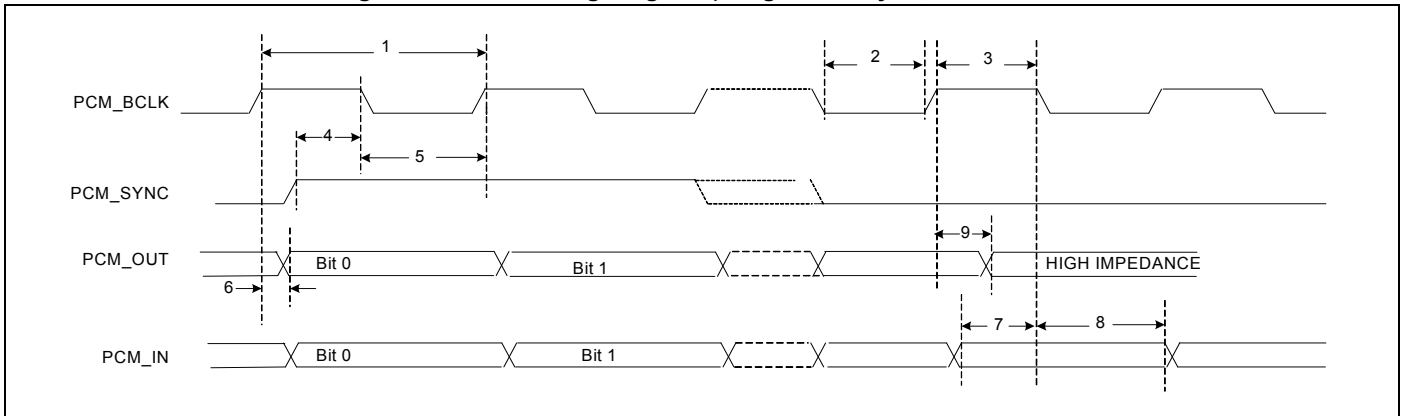 1
2
3
PCM_BCLK
4
5
PCM_SYNC
9
PCM_OUT
Bit 0
Bit 1
HIGH IMPEDANCE
6
7
8
PCM_IN
Bit 0
Bit 1